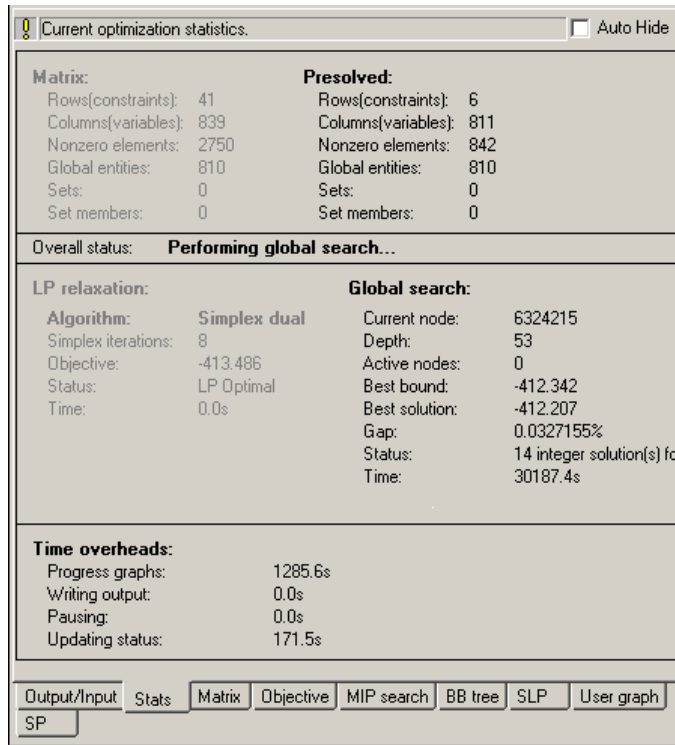 Current optimization statistics.
Auto Hide
Matrix:
Rows(constraints): 41
Columns(variables): 839
Nonzero elements: 2750
Global entities: 810
Sets: 0
Set members: 0
Presolved:
Rows(constraints): 6
Columns(variables): 811
Nonzero elements: 842
Global entities: 810
Sets: 0
Set members: 0
Overall status: Performing global search...
LP relaxation:
Algorithm: Simplex dual
Simplex iterations: 8
Objective: -413.486
Status: LP Optimal
Time: 0.0s
Global search:
Current node: 6324215
Depth: 53
Active nodes: 0
Best bound: -412.342
Best solution: -412.207
Gap: 0.0327155%
Status: 14 integer solution(s) fo
Time: 30187.4s
Time overheads:
Progress graphs: 1285.6s
Writing output: 0.0s
Pausing: 0.0s
Updating status: 171.5s
Output/Input Stats Matrix Objective MIP search BB tree SLP User graph
SP